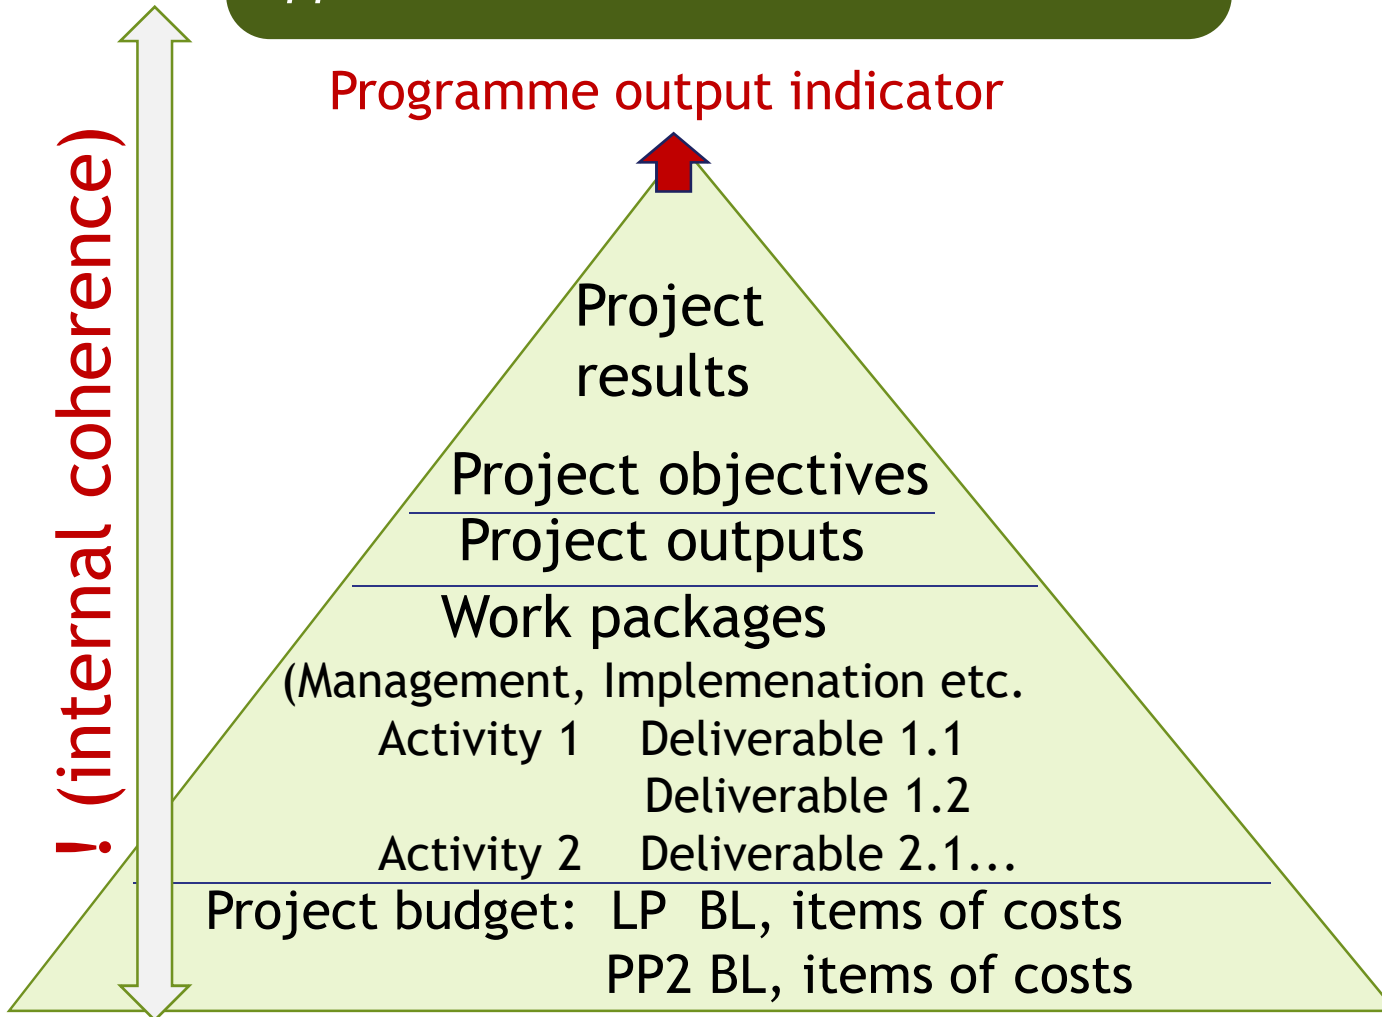 Programme output indicator
! (internal coherence)
Project
results
Project objectives
Project outputs
Work packages
(Management, Implemenation etc.
Activity 1 Deliverable 1.1
Deliverable 1.2
Activity 2 Deliverable 2.1...
Project budget: LP BL, items of costs
PP2 BL, items of costs